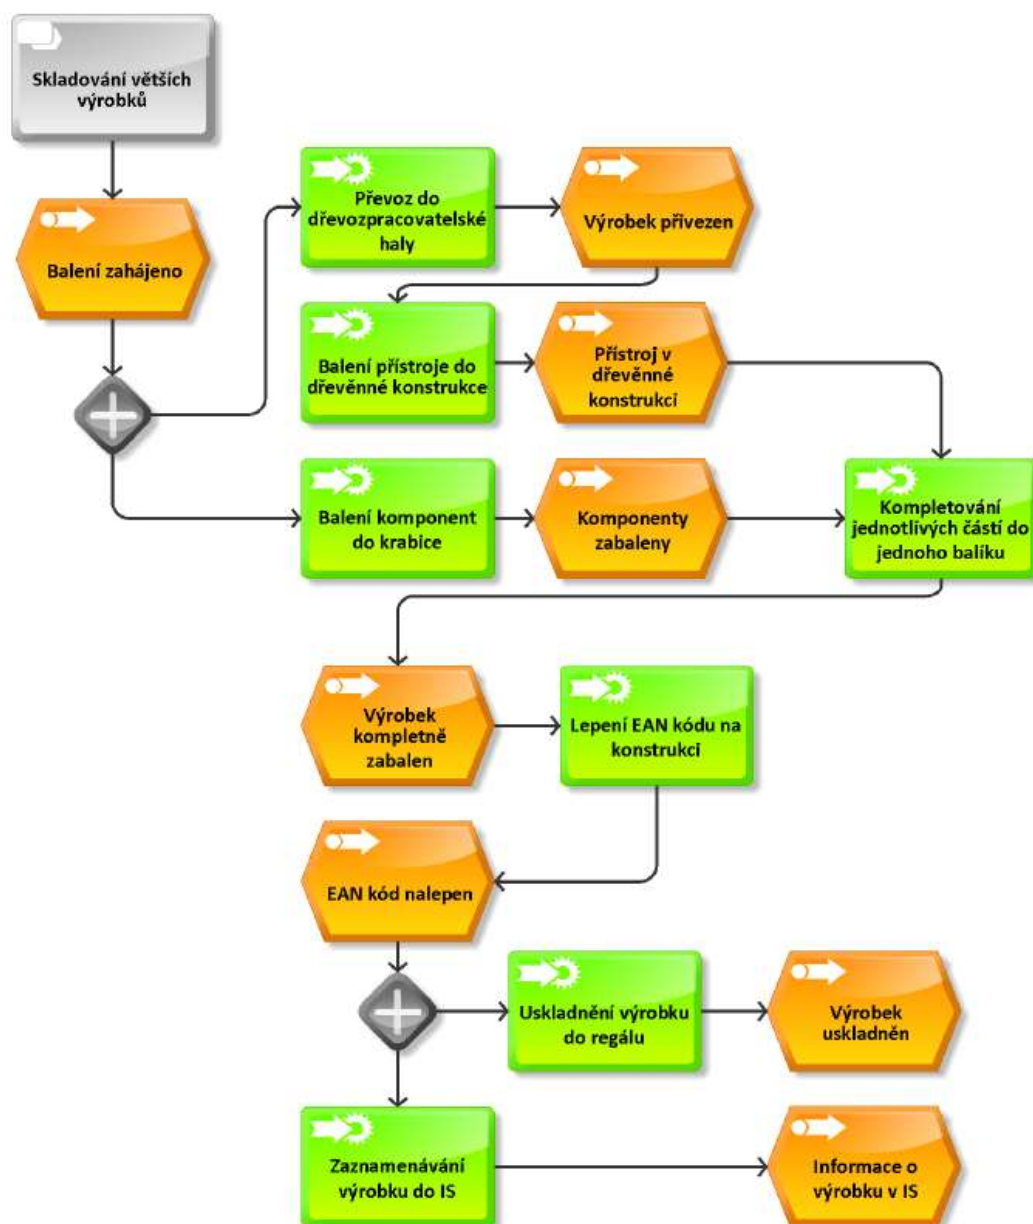 Skladování větších
výrobků
Balení zahájeno
Převoz do
dřevozpracovatelské
haly
Výrobek přivezen
Balení přístroje do
dřevěnné konstrukce
Přístroj v
dřevěnné
konstrukci
Balení komponent
do krabice
Komponenty
zabaleny
Kompletování
jednotlivých částí do
jednoho balíku
Výrobek
kompletně
zabalen
Lepení EAN kódu na
konstrukci
EAN kód nalepen
Uskladnění výrobku
do regálu
Výrobek
uskladněn
Zaznamenávání
výrobku do IS
Informace o
výrobku v IS